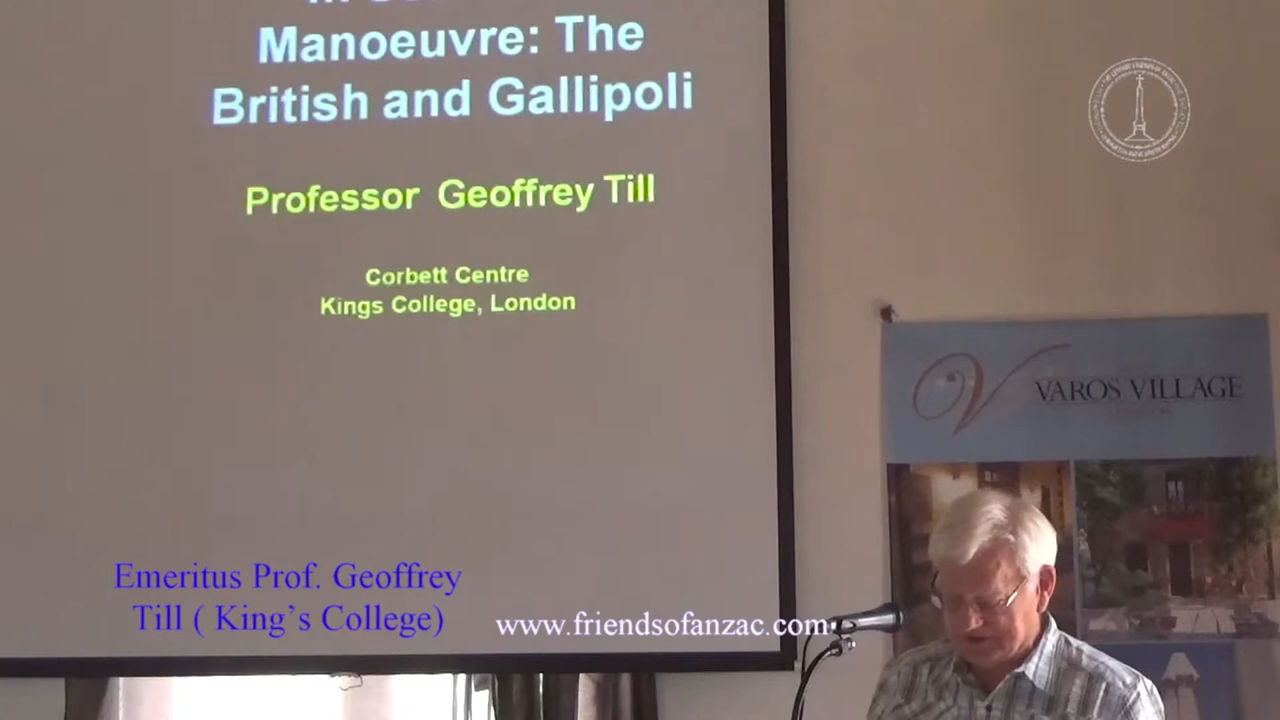 Manoeuvre: The
British and Gallipoli
Professor Geoffrey Till
Corbett Centre
Kings College, London
VAROS VILLAGE
Emeritus Prof. Geoffrey
Till ( King’s College)
www.friendsofanzac.com